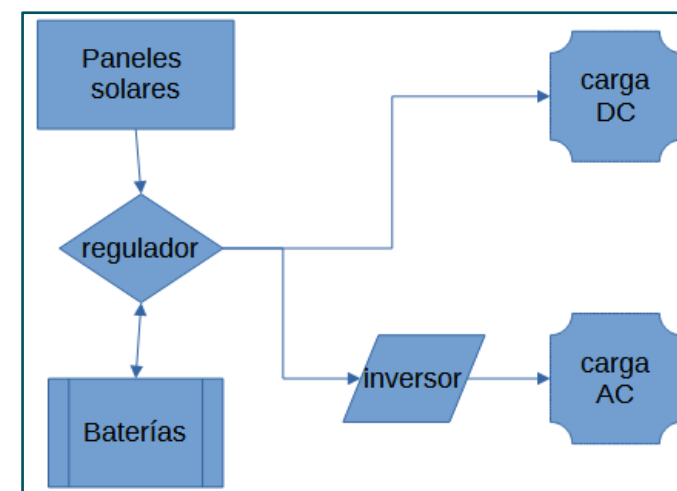 Paneles
solares
carga
DC
regulador
inversor
carga
AC
Baterías